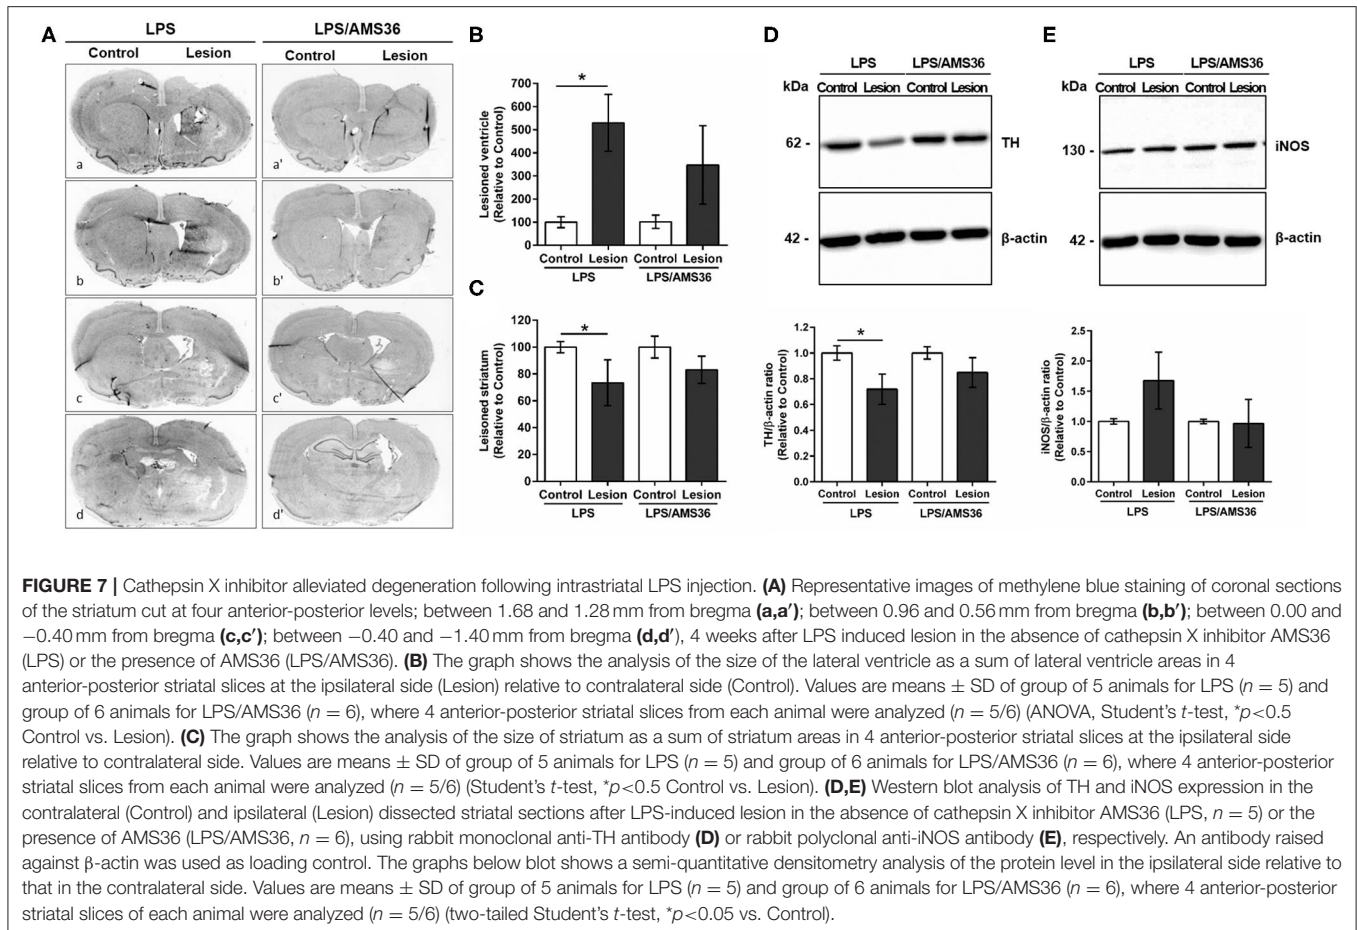 A
LPS
LPS/AMS36
Control
Lesion
Control
Lesion
a
a'
b
b'
c
c'
d
d'
B
Lesioned ventricle
(Relative to Control)
700
600
500
400
300
200
100
0
*
Control Lesion Control Lesion
LPS
LPS/AMS36
C
Leisoned striatum
(Relative to Control)
120
100
80
60
40
20
0
*
Control Lesion Control Lesion
LPS
LPS/AMS36
D
LPS
LPS/AMS36
kDa
Control Lesion Control Lesion
62 -
TH
42 -
β-actin
TH/β-actin ratio
(Relative to Control)
1.2
1.0
0.8
0.6
0.4
0.2
0.0
*
Control Lesion Control Lesion
LPS
LPS/AMS36
E
LPS
LPS/AMS36
kDa
Control Lesion Control Lesion
130 -
iNOS
42 -
β-actin
iNOS/β-actin ratio
(Relative to Control)
2.5
2.0
1.5
1.0
0.5
0.0
Control Lesion Control Lesion
LPS
LPS/AMS36
FIGURE 7 | Cathepsin X inhibitor alleviated degeneration following intrastriatal LPS injection. (A) Representative images of methylene blue staining of coronal sections
of the striatum cut at four anterior-posterior levels; between 1.68 and 1.28 mm from bregma (a,a′); between 0.96 and 0.56 mm from bregma (b,b′); between 0.00 and
−0.40 mm from bregma (c,c′); between −0.40 and −1.40 mm from bregma (d,d′), 4 weeks after LPS induced lesion in the absence of cathepsin X inhibitor AMS36
(LPS) or the presence of AMS36 (LPS/AMS36). (B) The graph shows the analysis of the size of the lateral ventricle as a sum of lateral ventricle areas in 4
anterior-posterior striatal slices at the ipsilateral side (Lesion) relative to contralateral side (Control). Values are means ± SD of group of 5 animals for LPS (n = 5) and
group of 6 animals for LPS/AMS36 (n = 6), where 4 anterior-posterior striatal slices from each animal were analyzed (n = 5/6) (ANOVA, Student's t-test, *p<0.5
Control vs. Lesion). (C) The graph shows the analysis of the size of striatum as a sum of striatum areas in 4 anterior-posterior striatal slices at the ipsilateral side
relative to contralateral side. Values are means ± SD of group of 5 animals for LPS (n = 5) and group of 6 animals for LPS/AMS36 (n = 6), where 4 anterior-posterior
striatal slices from each animal were analyzed (n = 5/6) (Student's t-test, *p<0.5 Control vs. Lesion). (D,E) Western blot analysis of TH and iNOS expression in the
contralateral (Control) and ipsilateral (Lesion) dissected striatal sections after LPS-induced lesion in the absence of cathepsin X inhibitor AMS36 (LPS, n = 5) or the
presence of AMS36 (LPS/AMS36, n = 6), using rabbit monoclonal anti-TH antibody (D) or rabbit polyclonal anti-iNOS antibody (E), respectively. An antibody raised
against β-actin was used as loading control. The graphs below blot shows a semi-quantitative densitometry analysis of the protein level in the ipsilateral side relative to
that in the contralateral side. Values are means ± SD of group of 5 animals for LPS (n = 5) and group of 6 animals for LPS/AMS36 (n = 6), where 4 anterior-posterior
striatal slices of each animal were analyzed (n = 5/6) (two-tailed Student's t-test, *p<0.05 vs. Control).